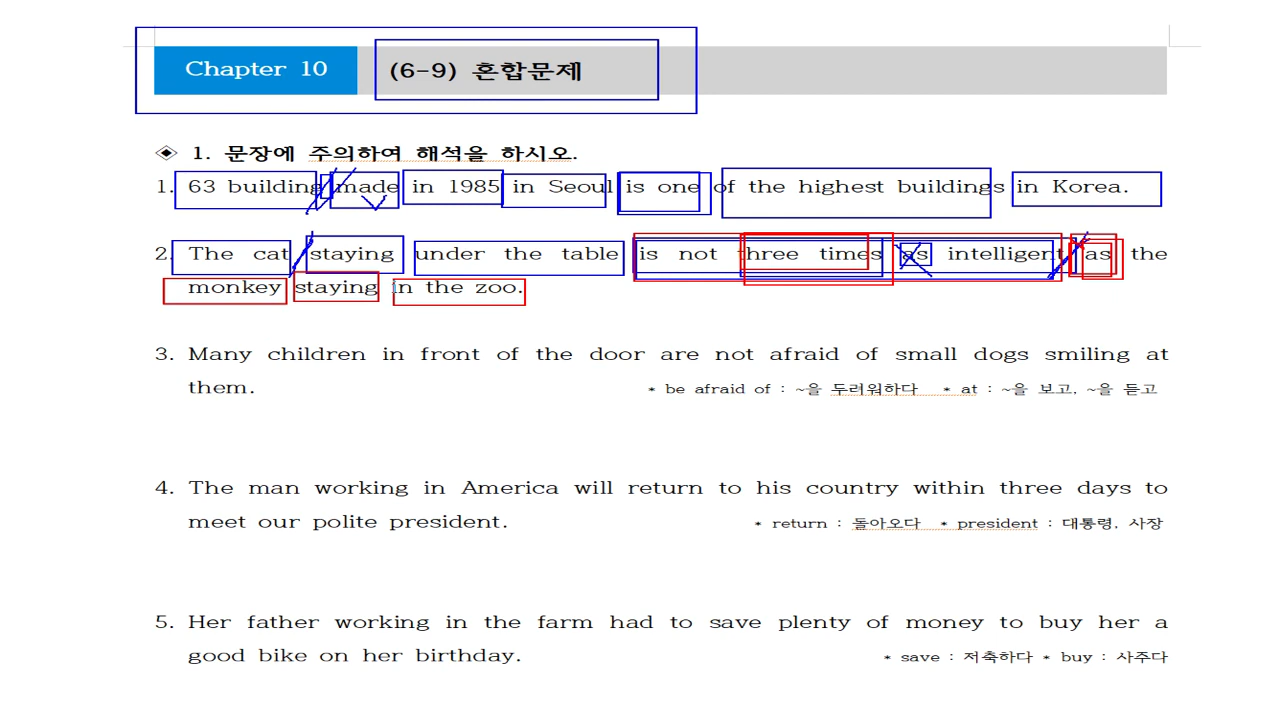 Chapter 10 (6-9) 혼합문제
◈ 1. 문장에 주의하여 해석을 하시오.
1. 63 building made in 1985 in Seoul is one of the highest buildings in Korea.
2. The cat staying under the table is not three times as intelligent as the
monkey staying in the zoo.
3. Many children in front of the door are not afraid of small dogs smiling at
them. * be afraid of : ~을 두려워하다 * at : ~을 보고, ~을 듣고
4. The man working in America will return to his country within three days to
meet our polite president. * return : 돌아오다 * president : 대통령, 사장
5. Her father working in the farm had to save plenty of money to buy her a
good bike on her birthday. * save : 저축하다 * buy : 사주다